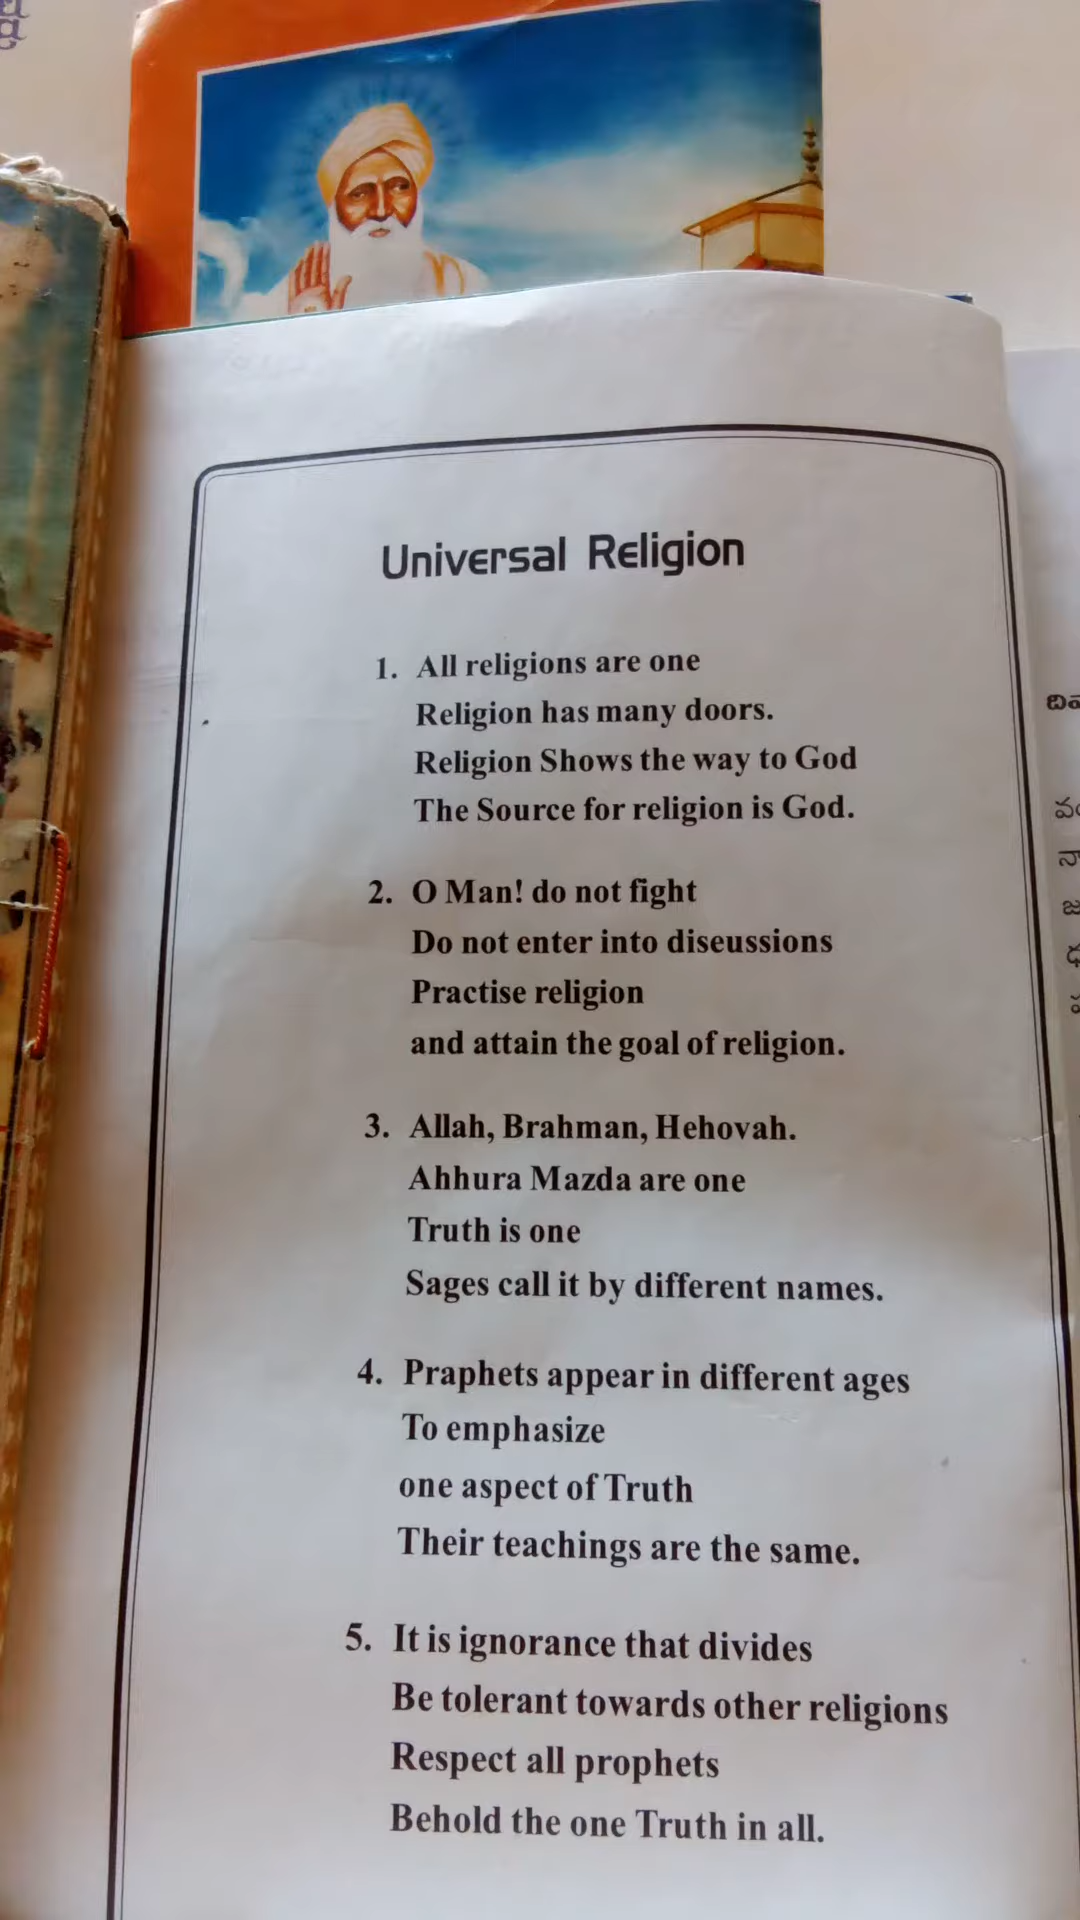 Universal Religion
1. All religions are one
Religion has many doors.
Religion Shows the way to God
The Source for religion is God.
2. O Man! do not fight
Do not enter into diseussions
Practise religion
and attain the goal of religion.
3. Allah, Brahman, Hehovah.
Ahhura Mazda are one
Truth is one
Sages call it by different names.
4. Praphets appear in different ages
To emphasize
one aspect of Truth
Their teachings are the same.
5. It is ignorance that divides
Be tolerant towards other religions
Respect all prophets
Behold the one Truth in all.